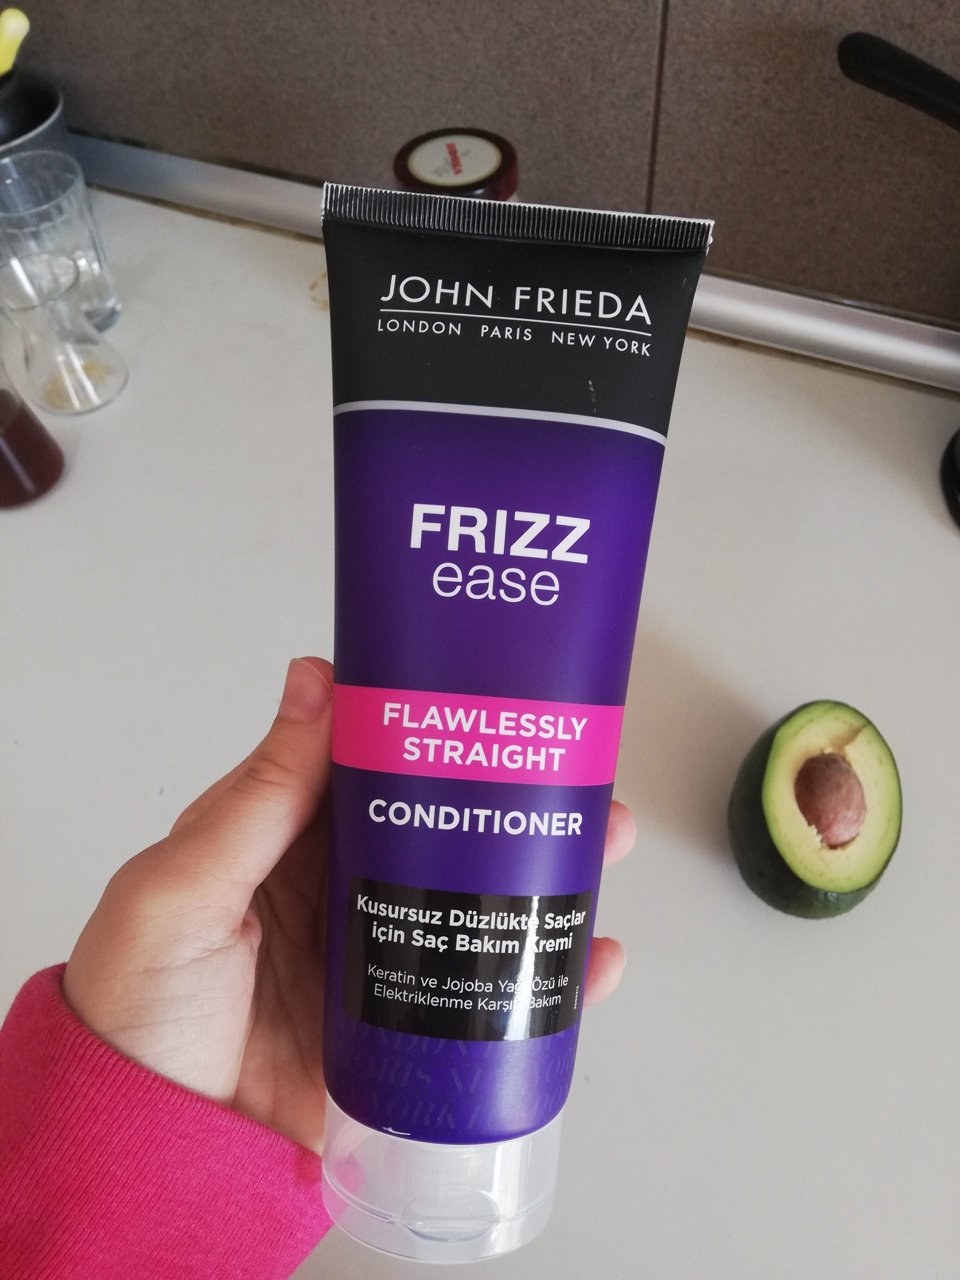 JOHN FRIEDA
LONDON PARIS NEW YORK
FRIZZ
ease
FLAWLESSLY
STRAIGHT
CONDITIONER
Kusursuz Düzlükte Saçlar
için Saç Bakım Kremi
Keratin ve Jojoba Yağı Özü ile
Elektriklenme Karşıtı Bakım